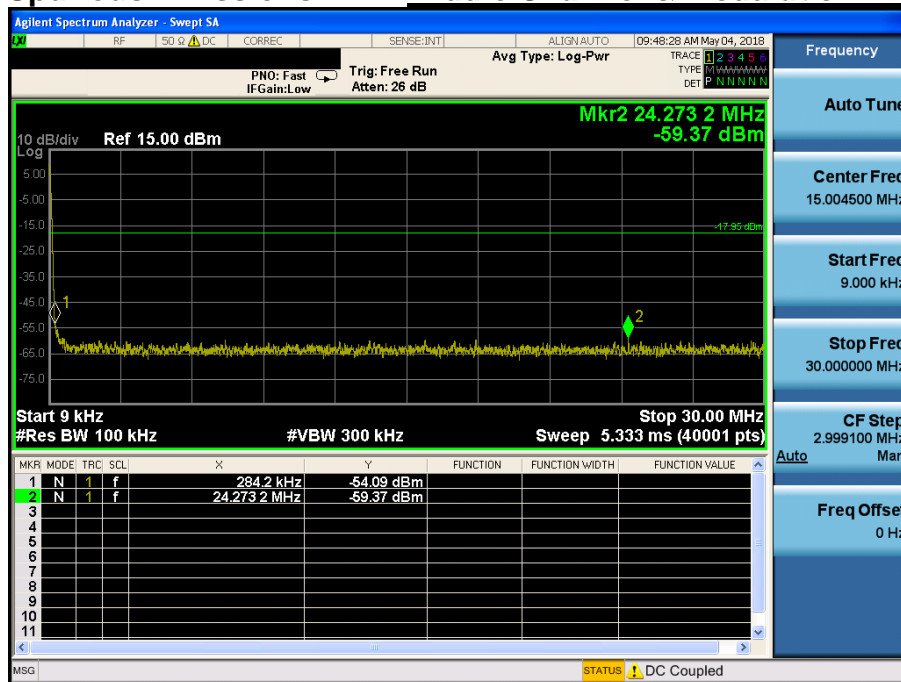 Agilent Spectrum Analyzer - Swept SA
LXI RF 50 Ω DC CORREC SENSE:INT ALIGN AUTO 09:48:28 AM May 04, 2018
Frequency
PNO: Fast Trig: Free Run Avg Type: Log-Pwr TRACE 1 2 3 4 5 6
IFGain:Low Atten: 26 dB TYPE M
DET P N N N N N
Auto Tune
Mkr2 24.273 2 MHz
-59.37 dBm
10 dB/div Ref 15.00 dBm
Log
5.00
-5.00
-15.0
-17.95 dBm
-25.0
-35.0
-45.0
-55.0
-65.0
-75.0
1
2
Center Freq
15.004500 MHz
Start Freq
9.000 kHz
Stop Freq
30.000000 MHz
CF Step
2.999100 MHz
Auto Man
Freq Offset
0 Hz
Start 9 kHz Stop 30.00 MHz
#Res BW 100 kHz #VBW 300 kHz Sweep 5.333 ms (40001 pts)
MKR MODE TRC SCL X Y FUNCTION FUNCTION WIDTH FUNCTION VALUE
1 N 1 f 284.2 kHz -54.09 dBm
2 N 1 f 24.273 2 MHz -59.37 dBm
3
4
5
6
7
8
9
10
11
MSG STATUS DC Coupled